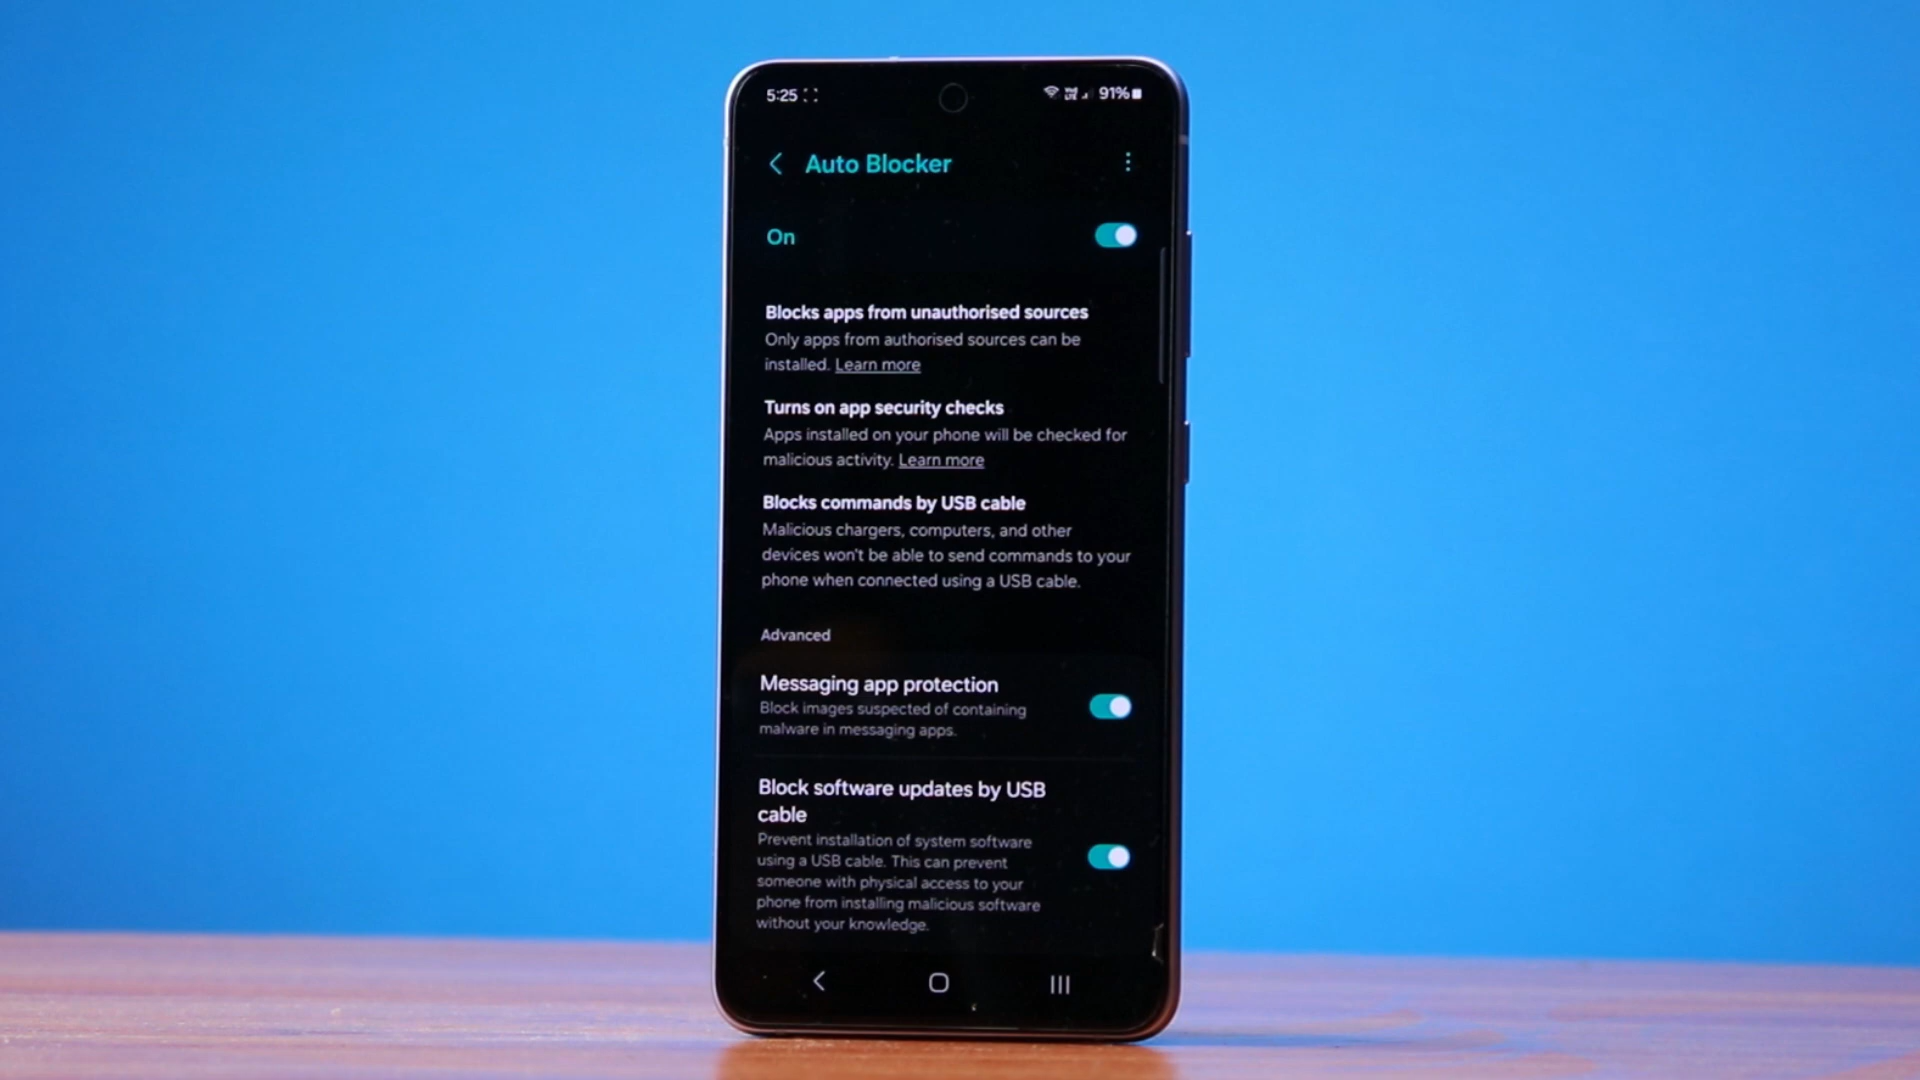 5:25
91%
Auto Blocker
On
Blocks apps from unauthorised sources
Only apps from authorised sources can be
installed. Learn more
Turns on app security checks
Apps installed on your phone will be checked for
malicious activity. Learn more
Blocks commands by USB cable
Malicious chargers, computers, and other
devices won't be able to send commands to your
phone when connected using a USB cable.
Advanced
Messaging app protection
Block images suspected of containing
malware in messaging apps.
Block software updates by USB
cable
Prevent installation of system software
using a USB cable. This can prevent
someone with physical access to your
phone from installing malicious software
without your knowledge.